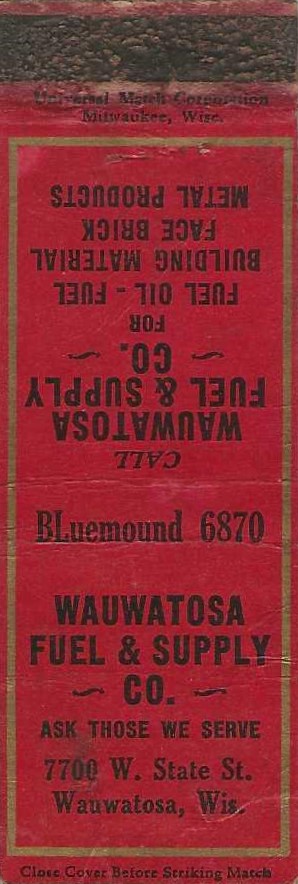 Universal Match Corporation
Milwaukee, Wisc.
CALL
WAUWATOSA
FUEL & SUPPLY
~ CO. ~
FOR
FUEL OIL - FUEL
BUILDING MATERIAL
FACE BRICK
METAL PRODUCTS
BLuemound 6870
WAUWATOSA
FUEL & SUPPLY
~ CO. ~
ASK THOSE WE SERVE
7700 W. State St.
Wauwatosa, Wis.
Close Cover Before Striking Match